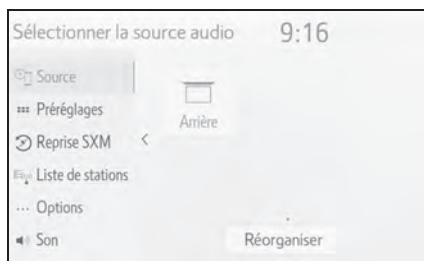 Sélectionner la source audio 9:16
Source
Préréglages
Arrière
Reprise SXM
Liste de stations
Options
Son
Réorganiser